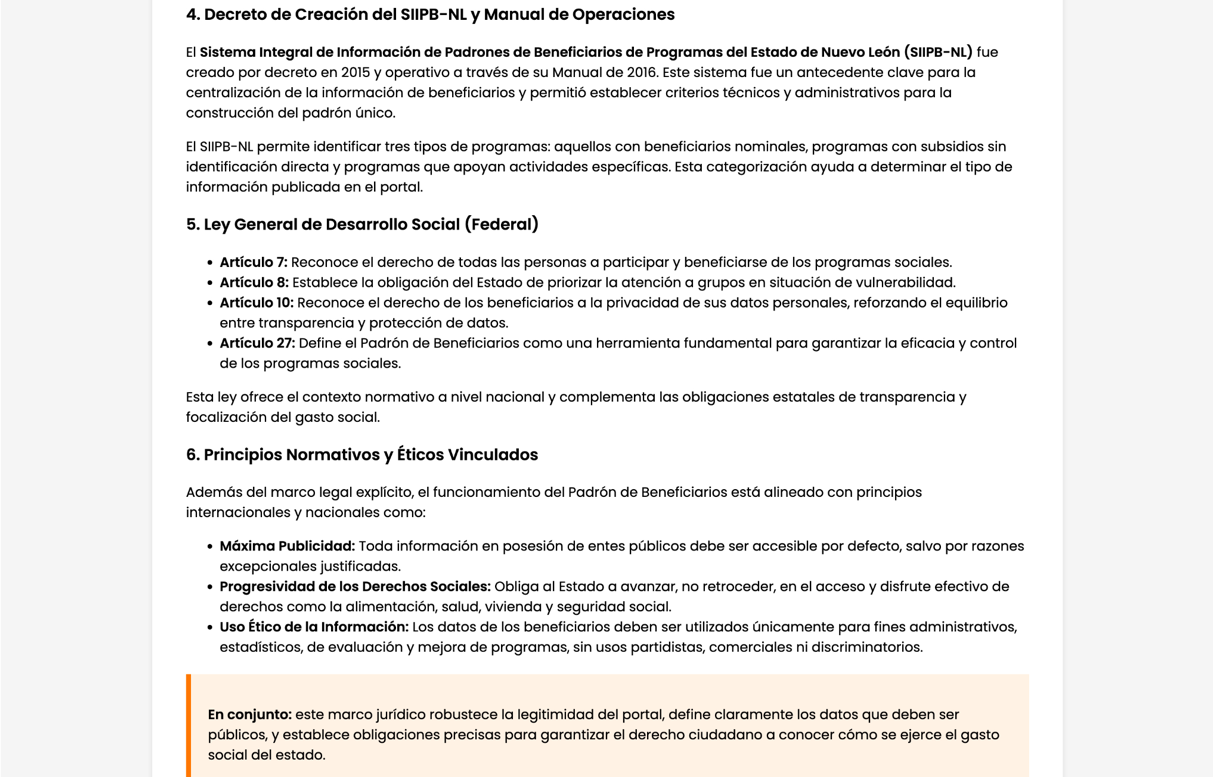 4. Decreto de Creación del SIIPB-NL y Manual de Operaciones
El Sistema Integral de Información de Padrones de Beneficiarios de Programas del Estado de Nuevo León (SIIPB-NL) fue
creado por decreto en 2015 y operativo a través de su Manual de 2016. Este sistema fue un antecedente clave para la
centralización de la información de beneficiarios y permitió establecer criterios técnicos y administrativos para la
construcción del padrón único.
El SIIPB-NL permite identificar tres tipos de programas: aquellos con beneficiarios nominales, programas con subsidios sin
identificación directa y programas que apoyan actividades específicas. Esta categorización ayuda a determinar el tipo de
información publicada en el portal.
5. Ley General de Desarrollo Social (Federal)
• Artículo 7: Reconoce el derecho de todas las personas a participar y beneficiarse de los programas sociales.
• Artículo 8: Establece la obligación del Estado de priorizar la atención a grupos en situación de vulnerabilidad.
• Artículo 10: Reconoce el derecho de los beneficiarios a la privacidad de sus datos personales, reforzando el equilibrio
entre transparencia y protección de datos.
• Artículo 27: Define el Padrón de Beneficiarios como una herramienta fundamental para garantizar la eficacia y control
de los programas sociales.
Esta ley ofrece el contexto normativo a nivel nacional y complementa las obligaciones estatales de transparencia y
focalización del gasto social.
6. Principios Normativos y Éticos Vinculados
Además del marco legal explícito, el funcionamiento del Padrón de Beneficiarios está alineado con principios
internacionales y nacionales como:
• Máxima Publicidad: Toda información en posesión de entes públicos debe ser accesible por defecto, salvo por razones
excepcionales justificadas.
• Progresividad de los Derechos Sociales: Obliga al Estado a avanzar, no retroceder, en el acceso y disfrute efectivo de
derechos como la alimentación, salud, vivienda y seguridad social.
• Uso Ético de la Información: Los datos de los beneficiarios deben ser utilizados únicamente para fines administrativos,
estadísticos, de evaluación y mejora de programas, sin usos partidistas, comerciales ni discriminatorios.
En conjunto: este marco jurídico robustece la legitimidad del portal, define claramente los datos que deben ser
públicos, y establece obligaciones precisas para garantizar el derecho ciudadano a conocer cómo se ejerce el gasto
social del estado.